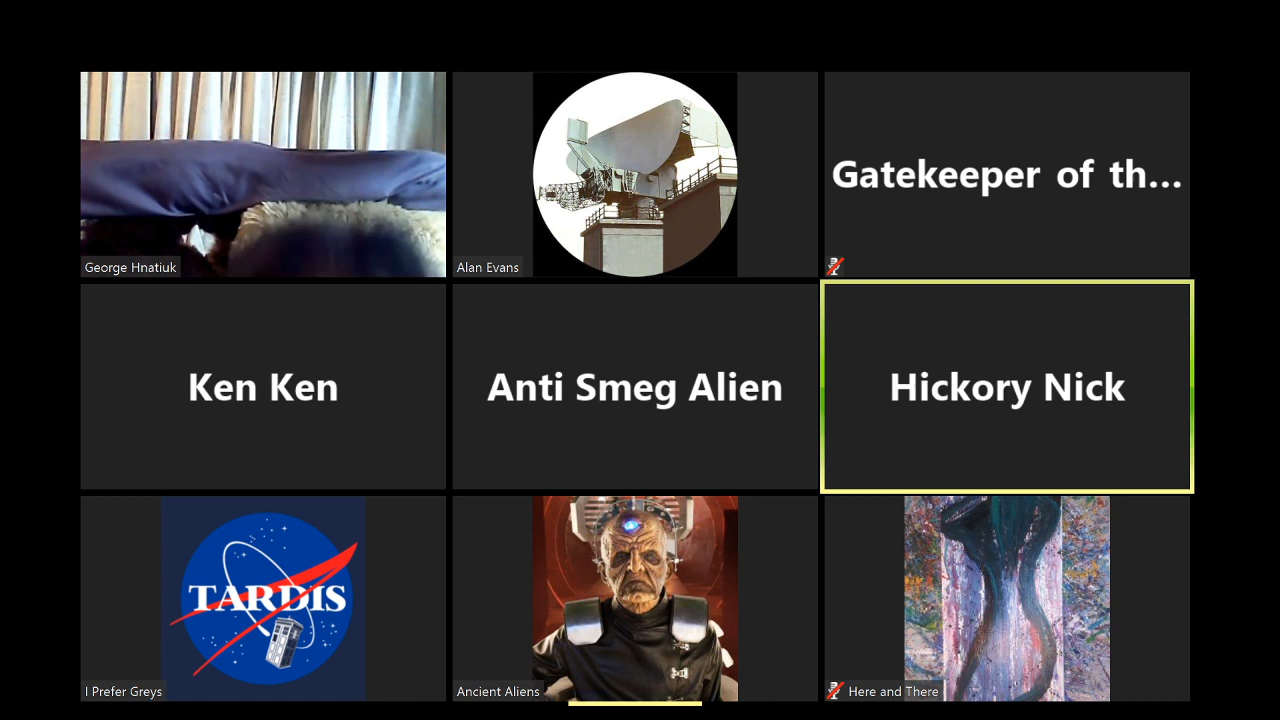 George Hnatiuk
Alan Evans
Gatekeeper of th...
Ken Ken
Anti Smeg Alien
Hickory Nick
TARDIS
I Prefer Greys
Ancient Aliens
Here and There